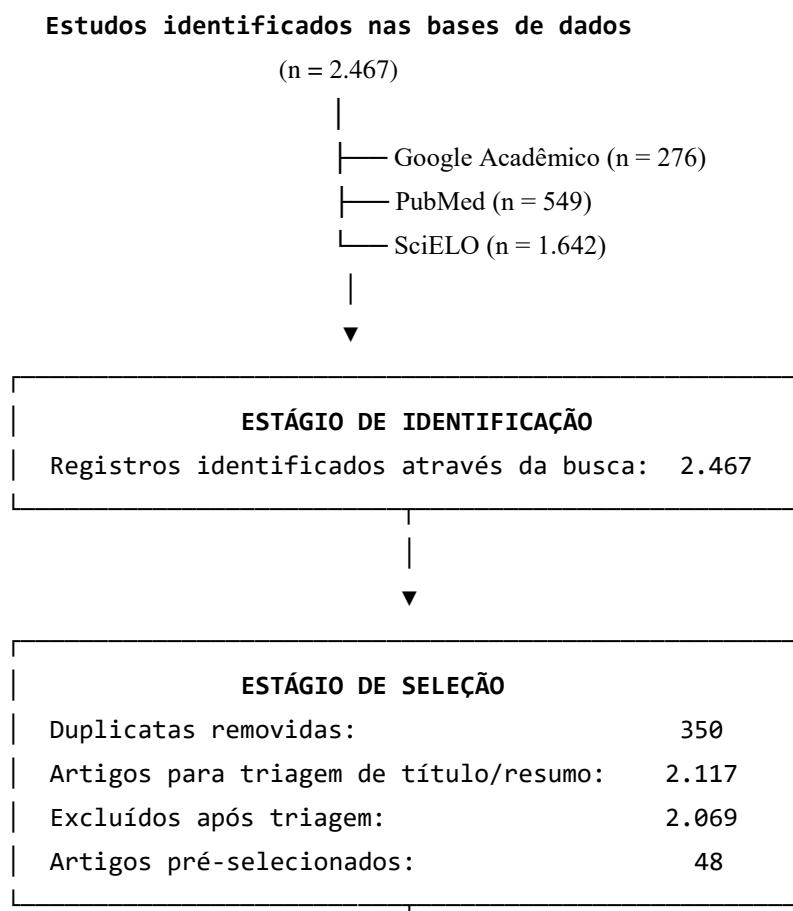 Estudos identificados nas bases de dados
(n = 2.467)
Google Acadêmico (n = 276)
PubMed (n = 549)
SciELO (n = 1.642)
ESTÁGIO DE IDENTIFICAÇÃO
Registros identificados através da busca: 2.467
ESTÁGIO DE SELEÇÃO
Duplicatas removidas: 350
Artigos para triagem de título/resumo: 2.117
Excluídos após triagem: 2.069
Artigos pré-selecionados: 48